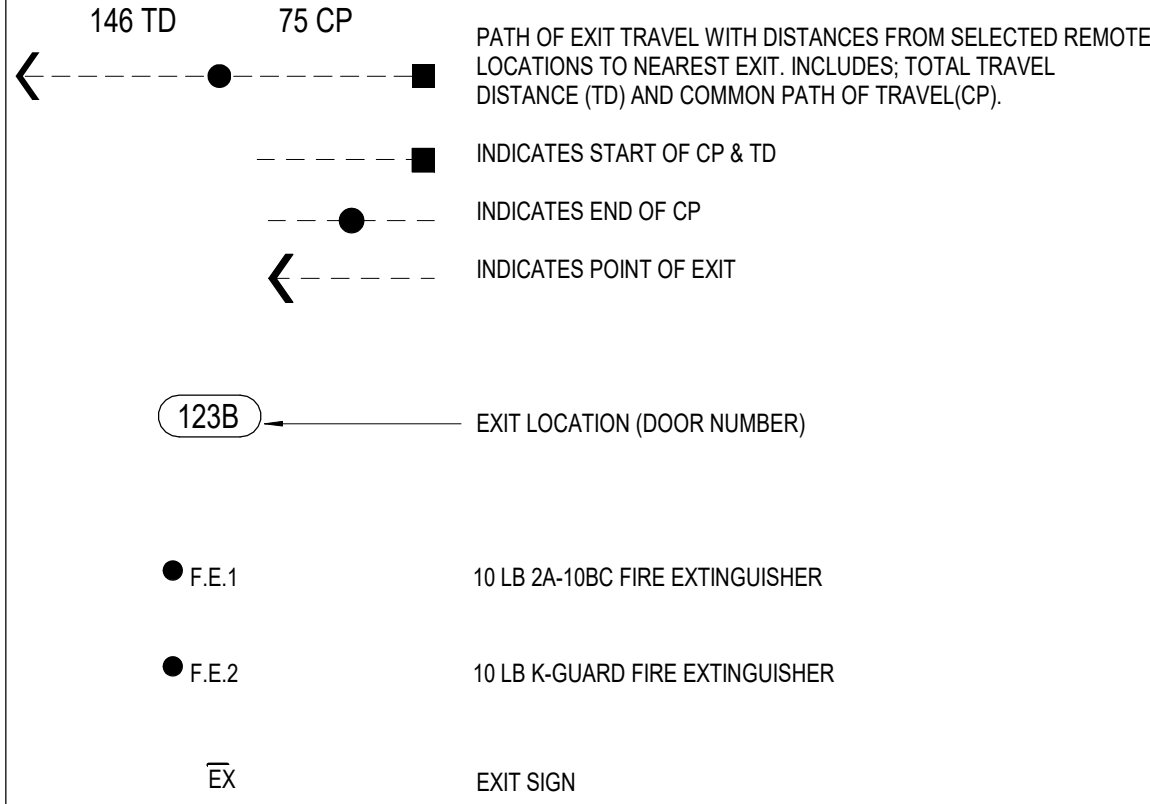 146 TD 75 CP
PATH OF EXIT TRAVEL WITH DISTANCES FROM SELECTED REMOTE
LOCATIONS TO NEAREST EXIT. INCLUDES; TOTAL TRAVEL
DISTANCE (TD) AND COMMON PATH OF TRAVEL(CP).
INDICATES START OF CP & TD
INDICATES END OF CP
INDICATES POINT OF EXIT
123B EXIT LOCATION (DOOR NUMBER)
F.E.1 10 LB 2A-10BC FIRE EXTINGUISHER
F.E.2 10 LB K-GUARD FIRE EXTINGUISHER
EX EXIT SIGN